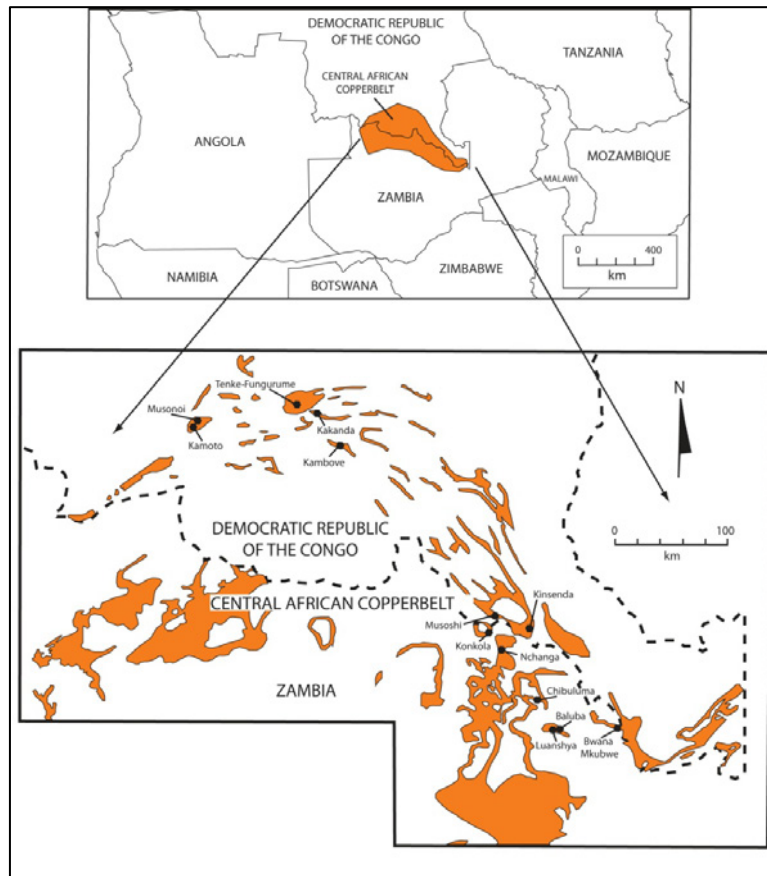 DEMOCRATIC REPUBLIC
OF THE CONGO
TANZANIA
CENTRAL AFRICAN
COPPERBELT
ANGOLA
MOZAMBIQUE
MALAWI
ZAMBIA
0 400
km
NAMIBIA
BOTSWANA
ZIMBABWE
Tenke-Fungurume
N
Musonoi
Kakanda
Kamoto
Kambove
0 100
km
DEMOCRATIC REPUBLIC
OF THE CONGO
CENTRAL AFRICAN COPPERBELT
Kinsenda
Musoshi
Konkola
Nchanga
ZAMBIA
Chibuluma
Baluba
Luanshya
Bwana
Mkubwe